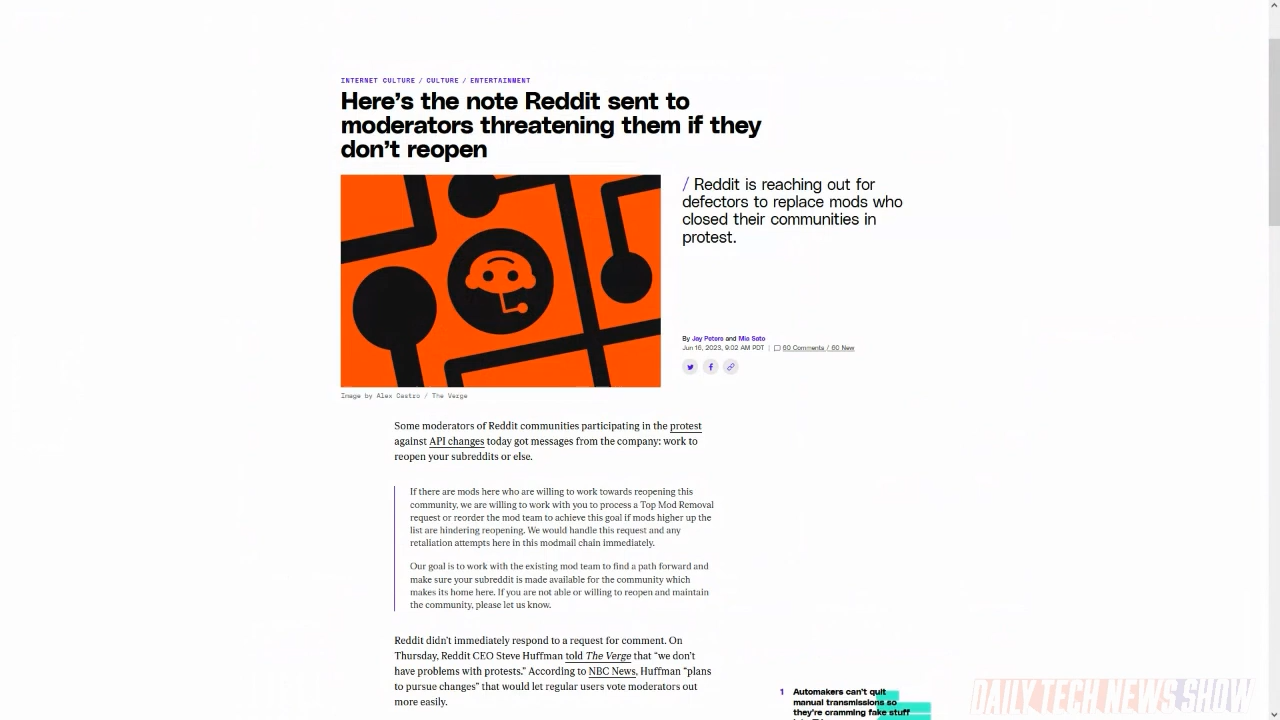 INTERNET CULTURE / CULTURE / ENTERTAINMENT
Here's the note Reddit sent to
moderators threatening them if they
don't reopen
/ Reddit is reaching out for
defectors to replace mods who
closed their communities in
protest.
By Jay Peters and Mia Sato
Jun 16, 2023, 9:02 AM PDT | 60 Comments / 60 New
Image by Alex Castro / The Verge
Some moderators of Reddit communities participating in the protest
against API changes today got messages from the company: work to
reopen your subreddits or else.
If there are mods here who are willing to work towards reopening this
community, we are willing to work with you to process a Top Mod Removal
request or reorder the mod team to achieve this goal if mods higher up the
list are hindering reopening. We would handle this request and any
retaliation attempts here in this modmail chain immediately.
Our goal is to work with the existing mod team to find a path forward and
make sure your subreddit is made available for the community which
makes its home here. If you are not able or willing to reopen and maintain
the community, please let us know.
Reddit didn't immediately respond to a request for comment. On
Thursday, Reddit CEO Steve Huffman told The Verge that “we don't
have problems with protests.” According to NBC News, Huffman “plans
to pursue changes” that would let regular users vote moderators out
more easily.
1 Automakers can't quit
manual transmissions so
they're cramming fake stuff
DAILY TECH NEWS SHOW